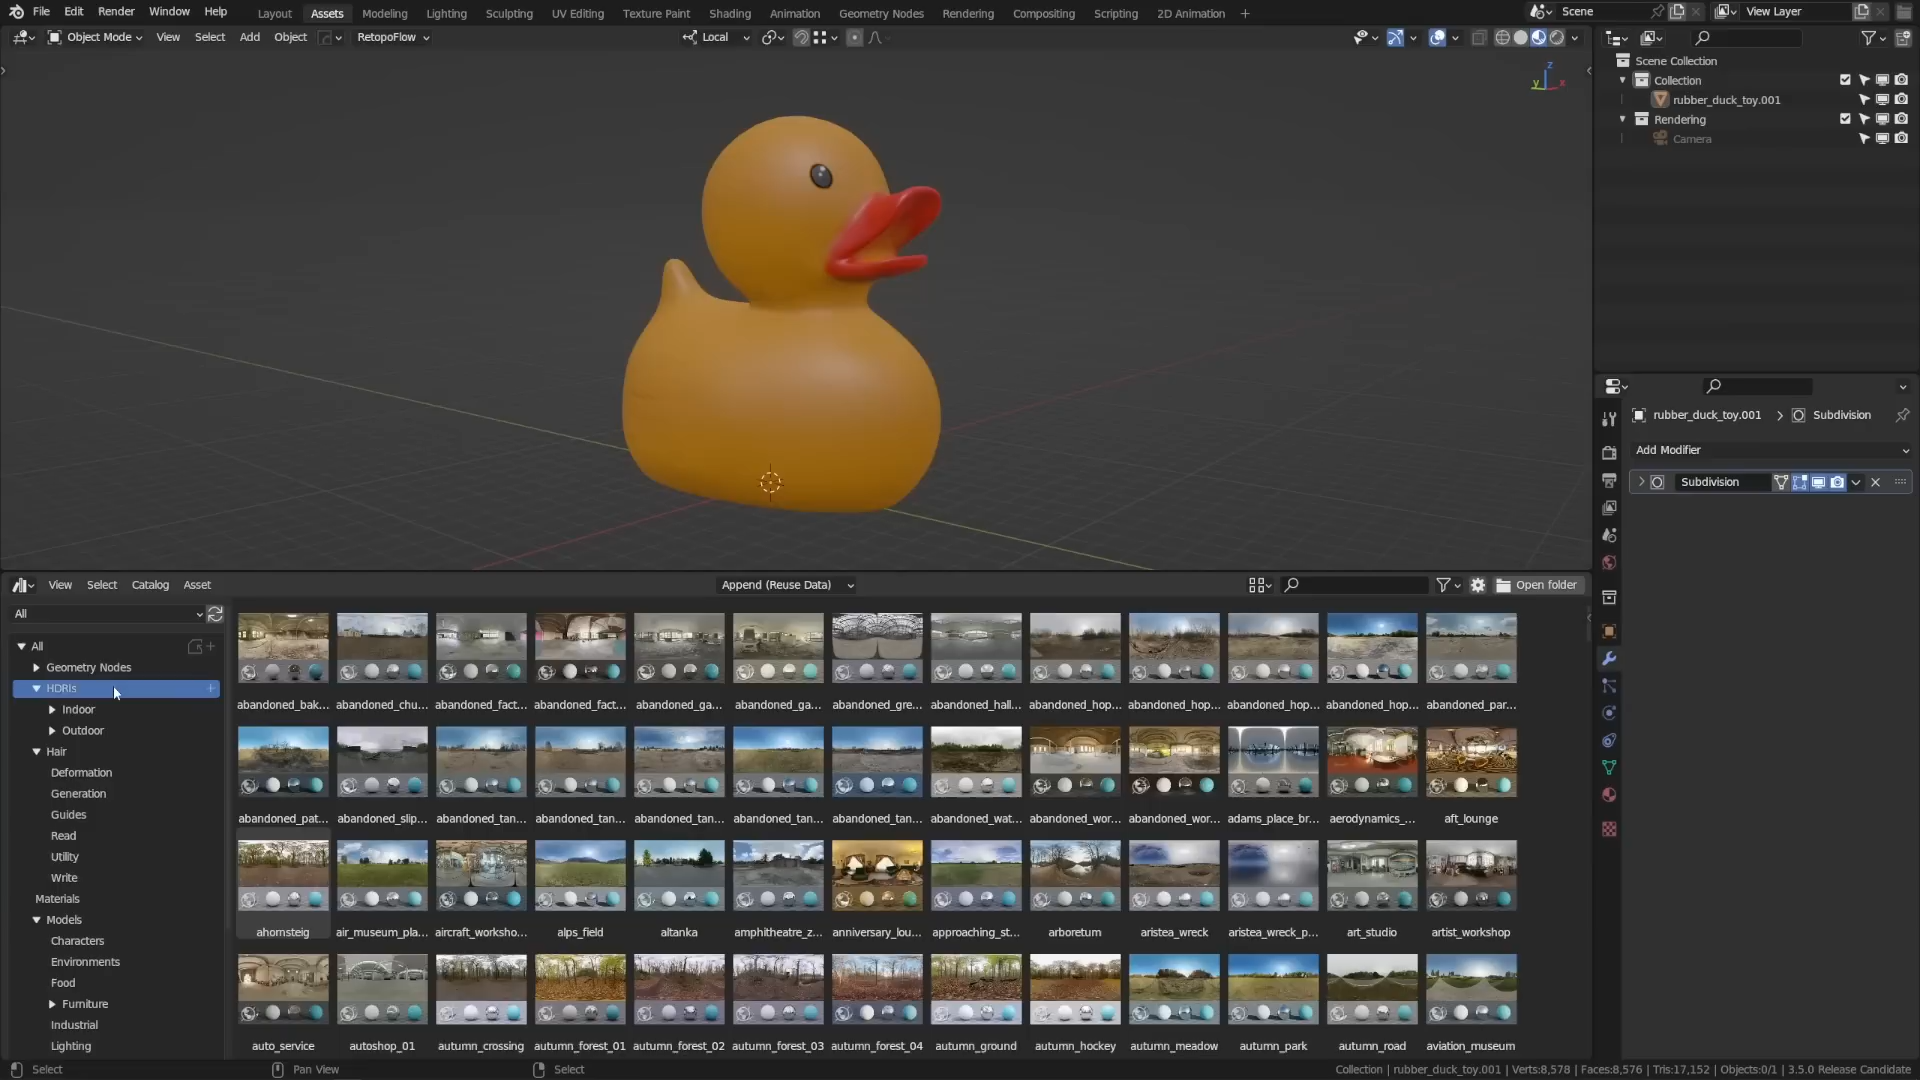 File Edit Render Window Help Layout Assets Modeling Lighting Sculpting UV Editing Texture Paint Shading Animation Geometry Nodes Rendering Compositing Scripting 2D Animation + Scene View Layer
Object Mode View Select Add Object RetopoFlow Local
Z
Y X
Scene Collection
Collection
rubber_duck_toy.001
Rendering
Camera
rubber_duck_toy.001 > Subdivision
Add Modifier
Subdivision
View Select Catalog Asset Append (Reuse Data) Open folder
All
All
Geometry Nodes
HDRIs
Indoor
Outdoor
Hair
Deformation
Generation
Guides
Read
Utility
Write
Materials
Models
Characters
Environments
Food
Furniture
Industrial
Lighting
abandoned_bak... abandoned_chu... abandoned_fact... abandoned_fact... abandoned_ga... abandoned_ga... abandoned_gre... abandoned_hall... abandoned_hop... abandoned_hop... abandoned_hop... abandoned_hop... abandoned_par...
abandoned_pat... abandoned_slip... abandoned_tan... abandoned_tan... abandoned_tan... abandoned_tan... abandoned_tan... abandoned_wat... abandoned_wor... abandoned_wor... adams_place_br... aerodynamics_... aft_lounge
ahornsteig air_museum_pla... aircraft_worksho... alps_field altanka amphitheatre_z... anniversary_lou... approaching_st... arboretum aristea_wreck aristea_wreck_p... art_studio artist_workshop
auto_service autoshop_01 autumn_crossing autumn_forest_01 autumn_forest_02 autumn_forest_03 autumn_forest_04 autumn_ground autumn_hockey autumn_meadow autumn_park autumn_road aviation_museum
Select Pan View Select Collection | rubber_duck_toy.001 | Verts:8,578 | Faces:8,576 | Tris:17,152 | Objects:0/1 | 3.5.0 Release Candidate